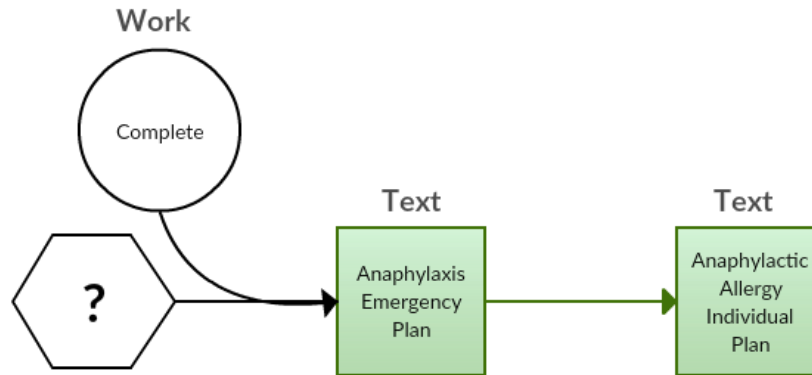 Work
Complete
?
Text
Anaphylaxis
Emergency
Plan
Text
Anaphylactic
Allergy
Individual
Plan